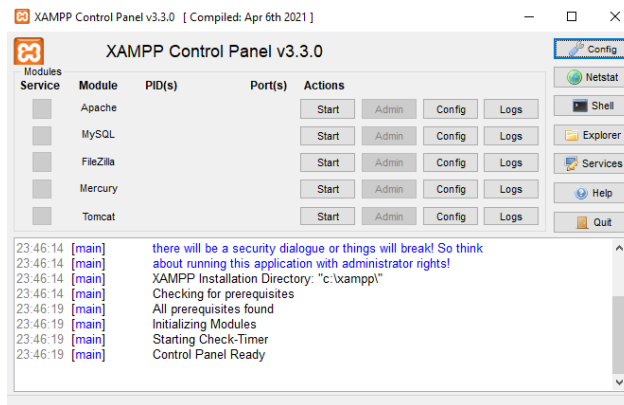 XAMPP Control Panel v3.3.0 [ Compiled: Apr 6th 2021 ]
XAMPP Control Panel v3.3.0
Config
Modules
Service Module PID(s) Port(s) Actions
Netstat
Apache Start Admin Config Logs
Shell
MySQL Start Admin Config Logs
Explorer
FileZilla Start Admin Config Logs
Services
Mercury Start Admin Config Logs
Help
Tomcat Start Admin Config Logs
Quit
23:46:14 [main] there will be a security dialogue or things will break! So think
23:46:14 [main] about running this application with administrator rights!
23:46:14 [main] XAMPP Installation Directory: "c:\xampp\"
23:46:14 [main] Checking for prerequisites
23:46:19 [main] All prerequisites found
23:46:19 [main] Initializing Modules
23:46:19 [main] Starting Check-Timer
23:46:19 [main] Control Panel Ready